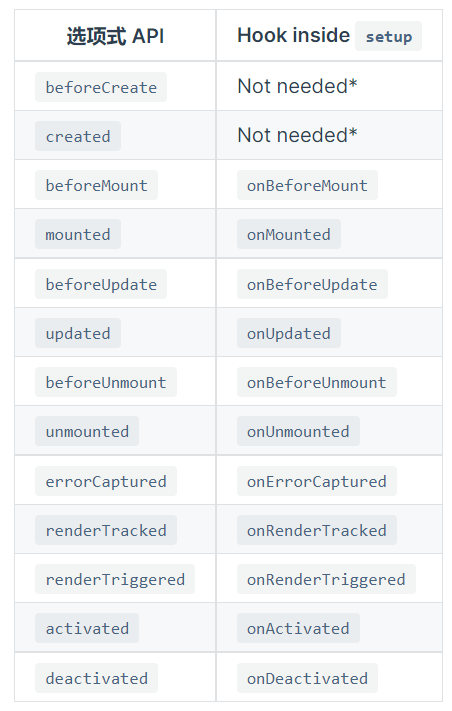 选项式 API Hook inside setup
beforeCreate Not needed*
created Not needed*
beforeMount onBeforeMount
mounted onMounted
beforeUpdate onBeforeUpdate
updated onUpdated
beforeUnmount onBeforeUnmount
unmounted onUnmounted
errorCaptured onErrorCaptured
renderTracked onRenderTracked
renderTriggered onRenderTriggered
activated onActivated
deactivated onDeactivated